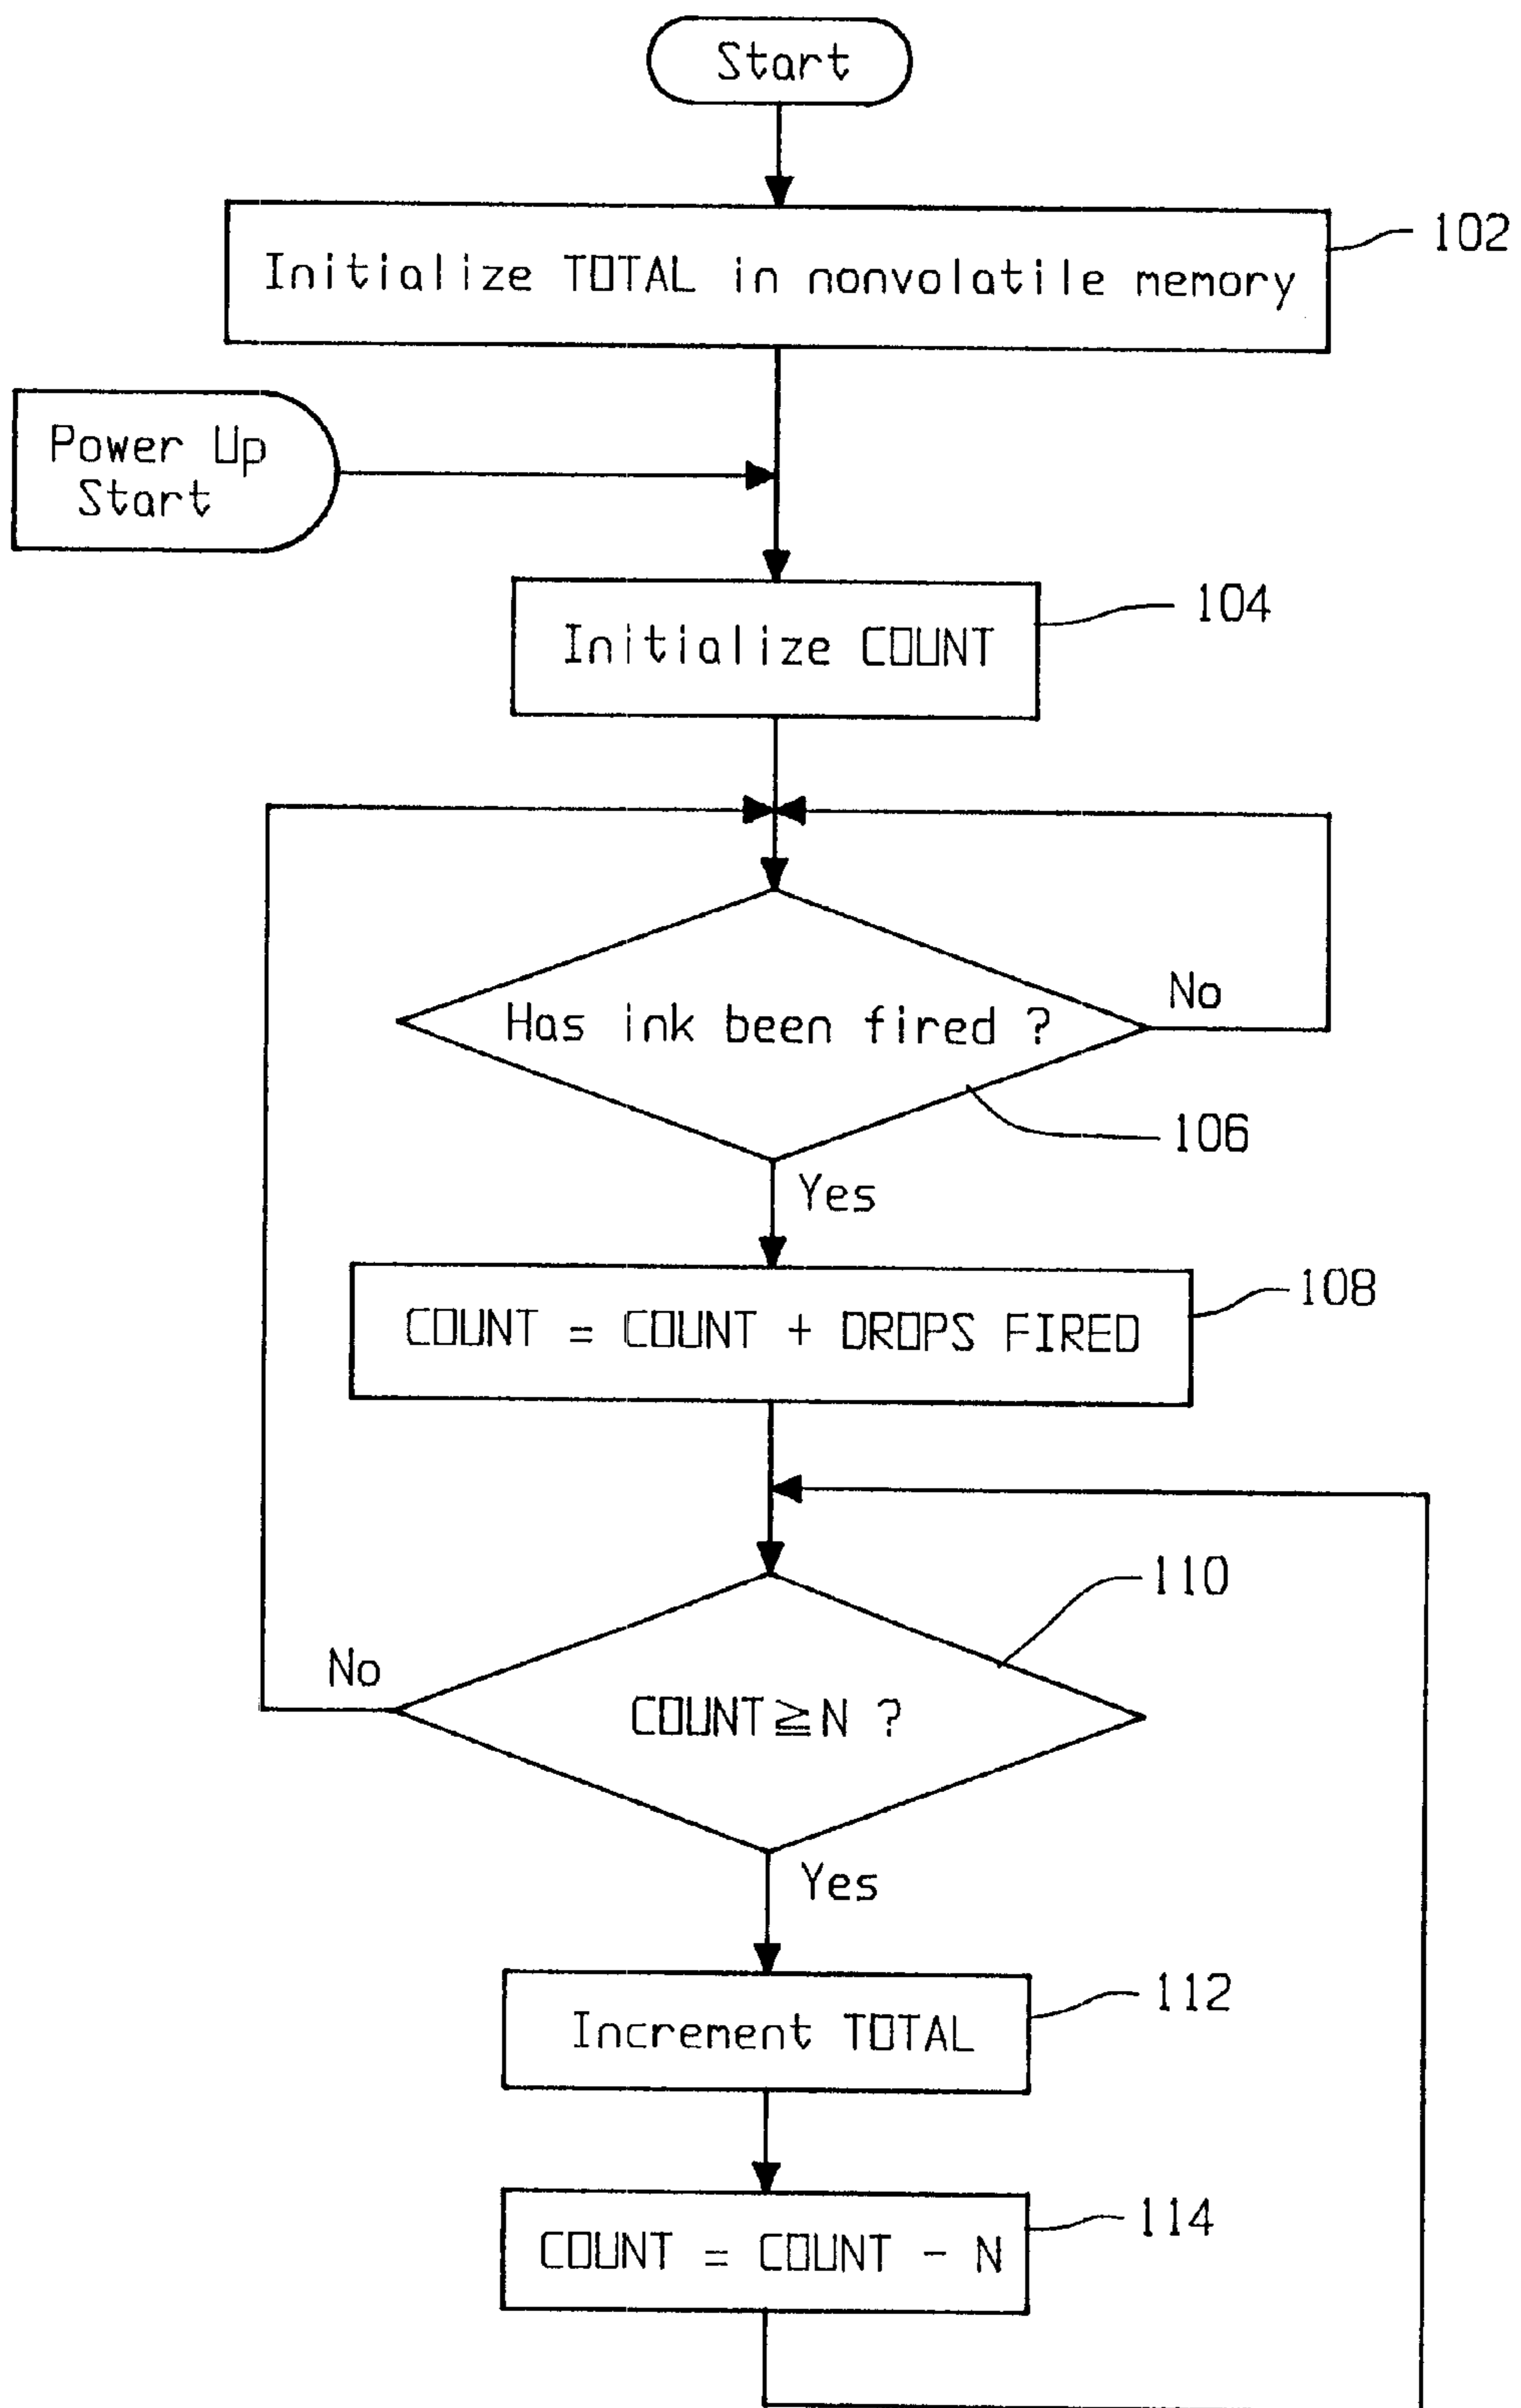 Start
Initialize TOTAL in nonvolatile memory
102
Power Up
Start
Initialize COUNT
104
Has ink been fired ?
No
106
Yes
COUNT = COUNT + DROPS FIRED
108
110
No
COUNT≧N ?
Yes
Increment TOTAL
112
COUNT = COUNT - N
114